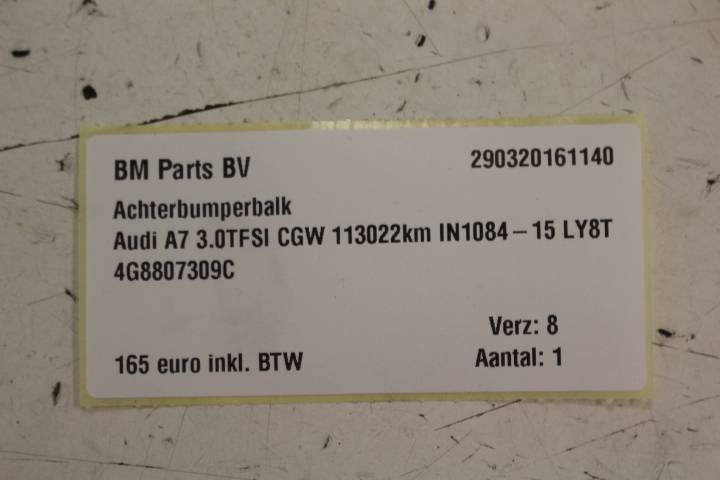 BM Parts BV 290320161140
Achterbumperbalk
Audi A7 3.0TFSI CGW 113022km IN1084-15 LY8T
4G8807309C
Verz: 8
165 euro inkl. BTW Aantal: 1